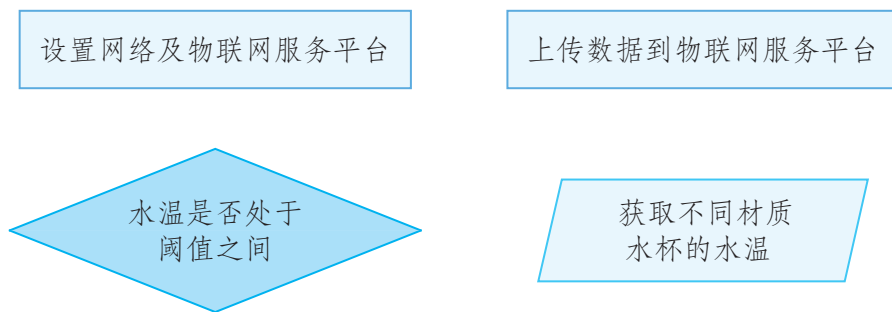 设置网络及物联网服务平台
上传数据到物联网服务平台
水温是否处于
阈值之间
获取不同材质
水杯的水温